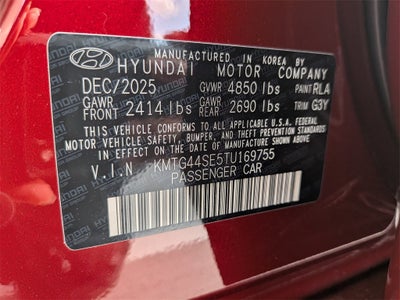 MANUFACTURED IN KOREA BY
HYUNDAI MOTOR COMPANY
DEC/2025 GVWR 4850 lbs PAINT RLA
GAWR FRONT 2414 lbs GAWR REAR 2690 lbs TRIM G3Y
THIS VEHICLE CONFORMS TO ALL APPLICABLE U.S. FEDERAL
MOTOR VEHICLE SAFETY, BUMPER, AND THEFT PREVENTION STANDARDS
IN EFFECT ON THE DATE OF MANUFACTURE SHOWN ABOVE.
V.I.N. KMTG44SE5TU169755
PASSENGER CAR